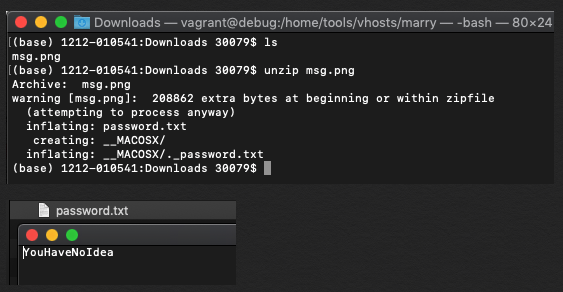 Downloads — vagrant@debug:/home/tools/vhosts/marry — -bash — 80×24
[(base) 1212-010541:Downloads 30079$ ls
msg.png
[(base) 1212-010541:Downloads 30079$ unzip msg.png
Archive:  msg.png
warning [msg.png]:  208862 extra bytes at beginning or within zipfile
  (attempting to process anyway)
  inflating: password.txt
   creating: __MACOSX/
  inflating: __MACOSX/._password.txt
(base) 1212-010541:Downloads 30079$
password.txt
YouHaveNoIdea